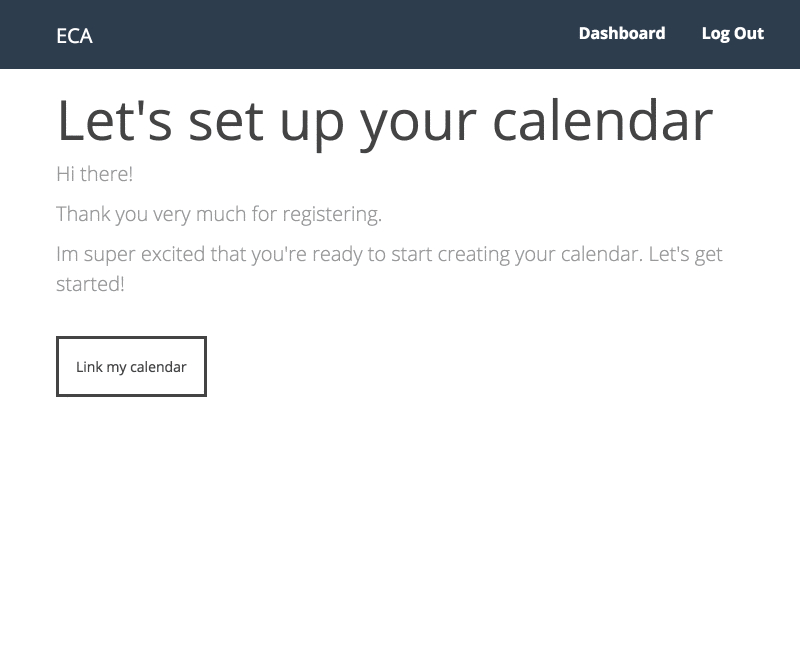 ECA
Dashboard
Log Out
Let's set up your calendar
Hi there!
Thank you very much for registering.
Im super excited that you're ready to start creating your calendar. Let's get
started!
Link my calendar